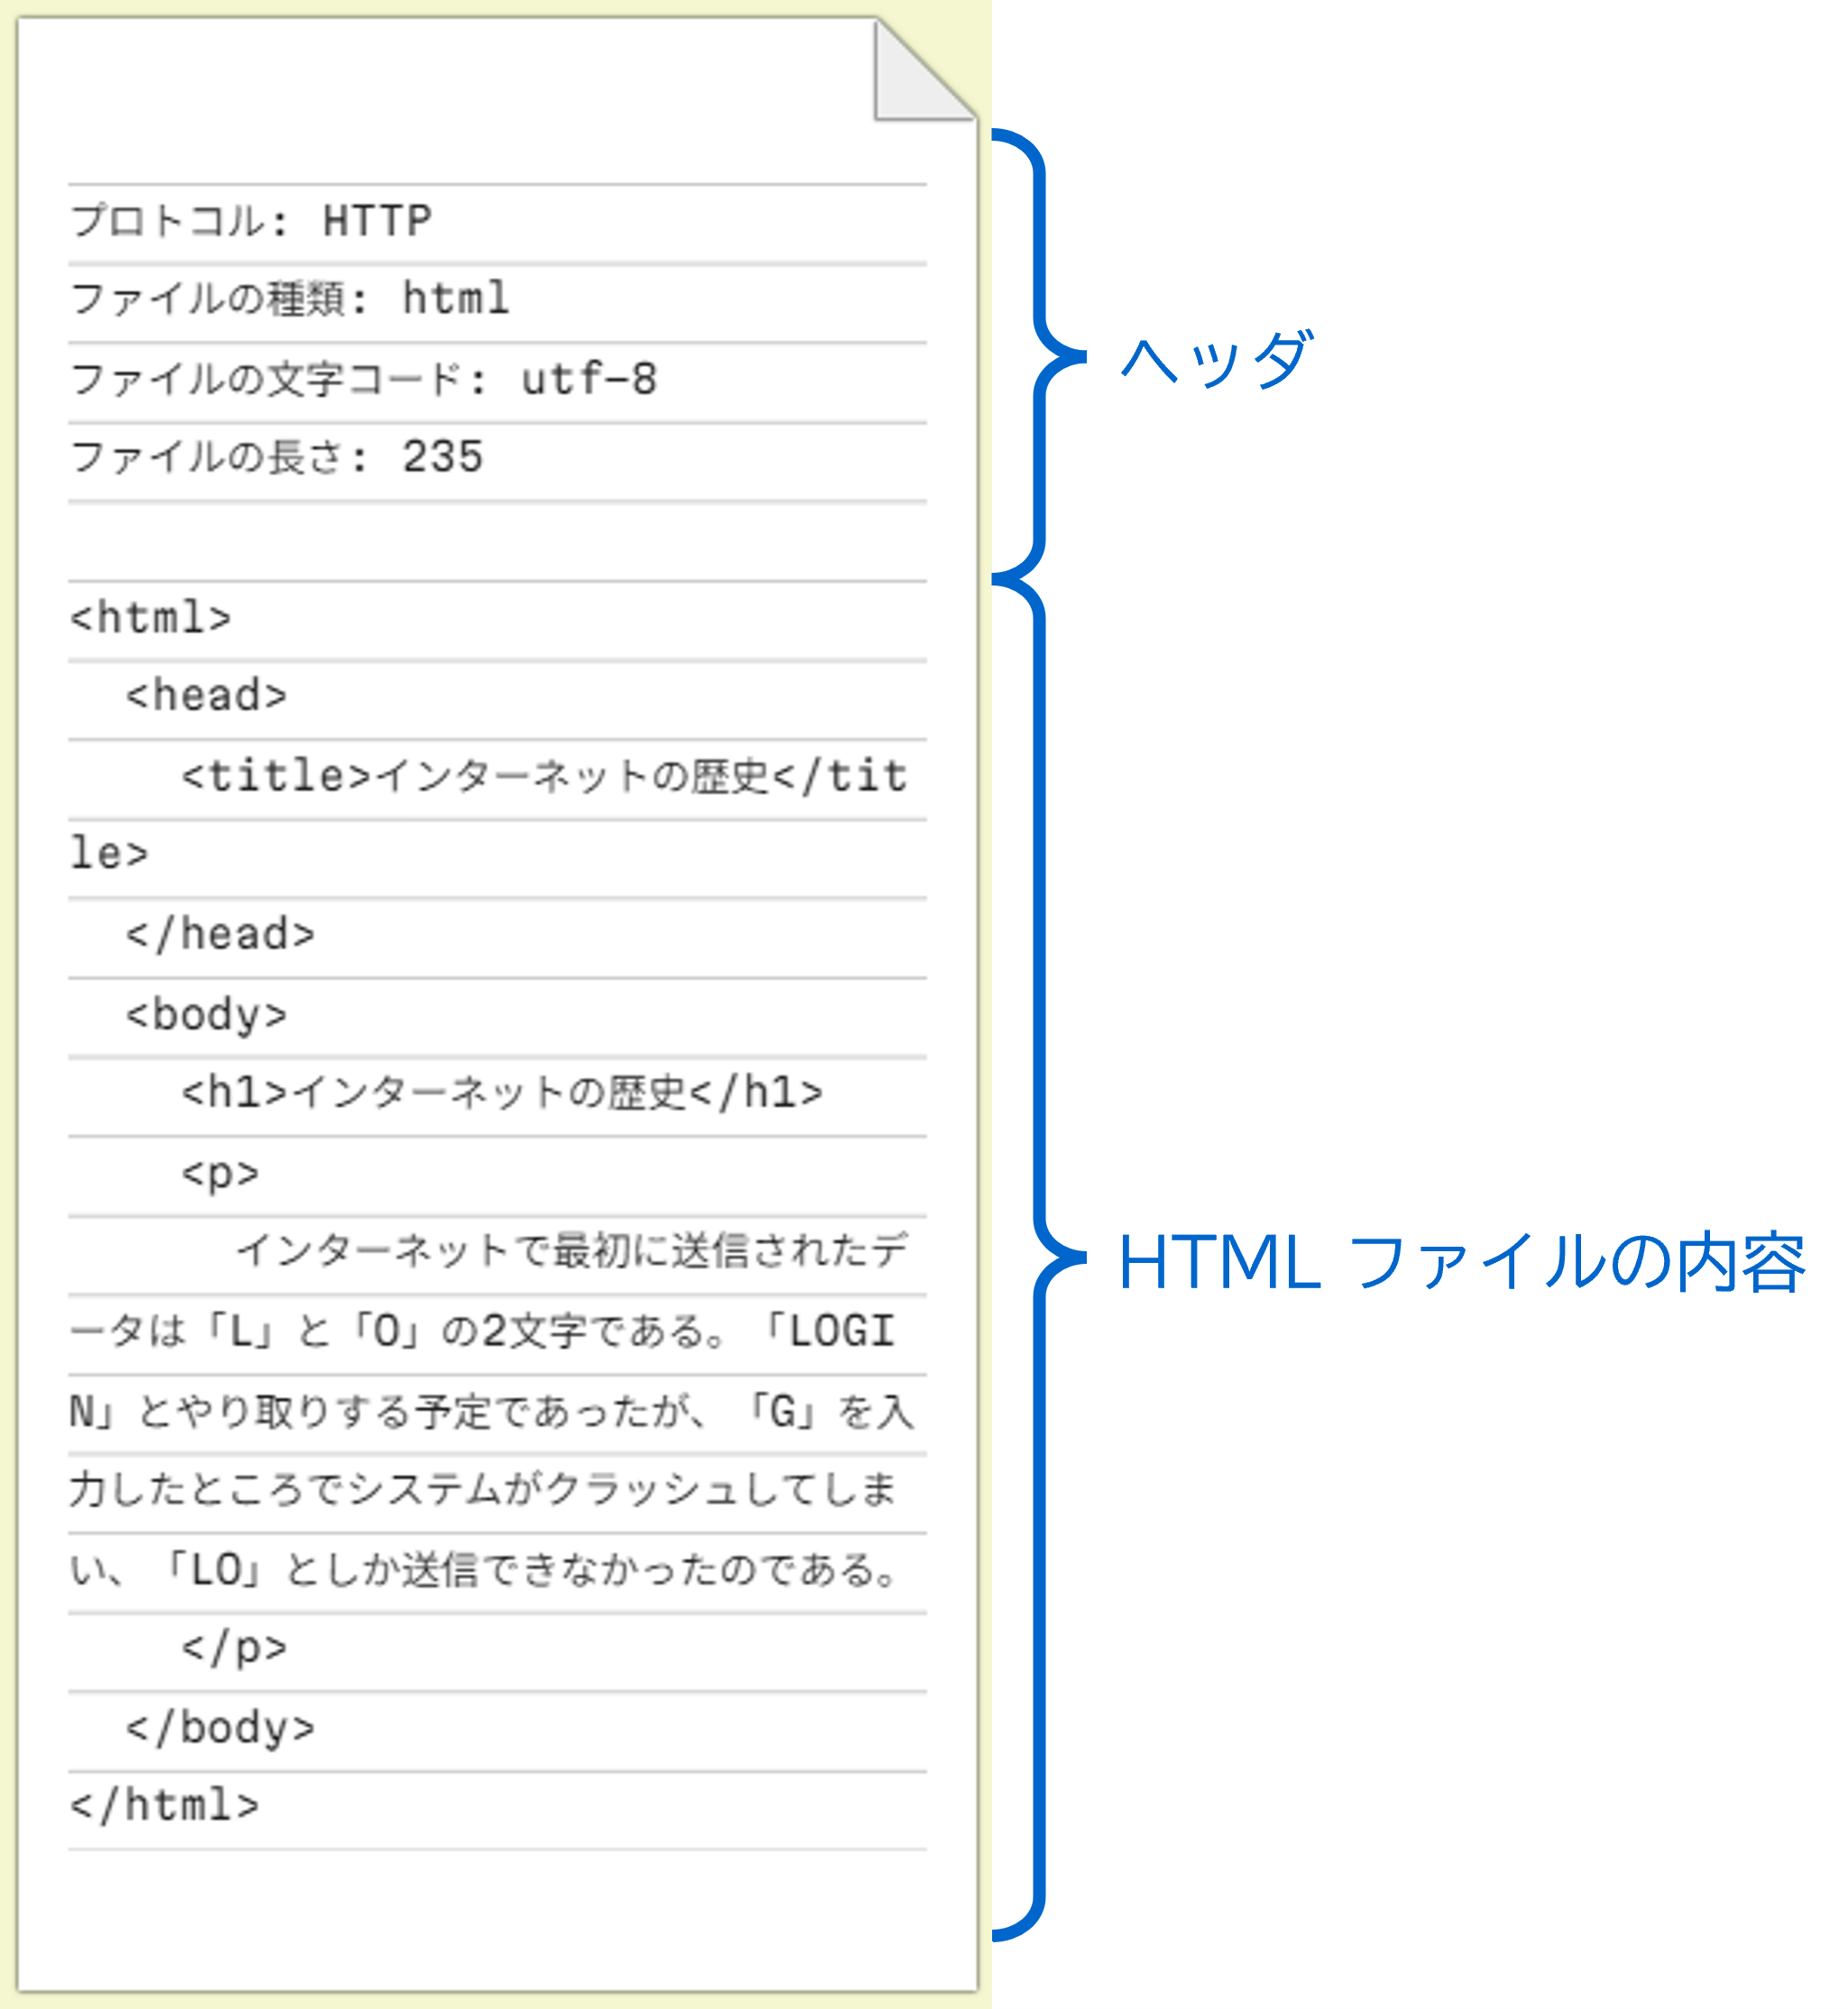 プロトコル: HTTP
ファイルの種類: html
ファイルの文字コード: utf-8
ファイルの長さ: 235
ヘッダ
<html>
  <head>
    <title>インターネットの歴史</tit
le>
  </head>
  <body>
    <h1>インターネットの歴史</h1>
    <p>
      インターネットで最初に送信されたデ
ータは「L」と「O」の2文字である。「LOGI
N」とやり取りする予定であったが、「G」を入
力したところでシステムがクラッシュしてしま
い、「LO」としか送信できなかったのである。
    </p>
  </body>
</html>
HTML ファイルの内容